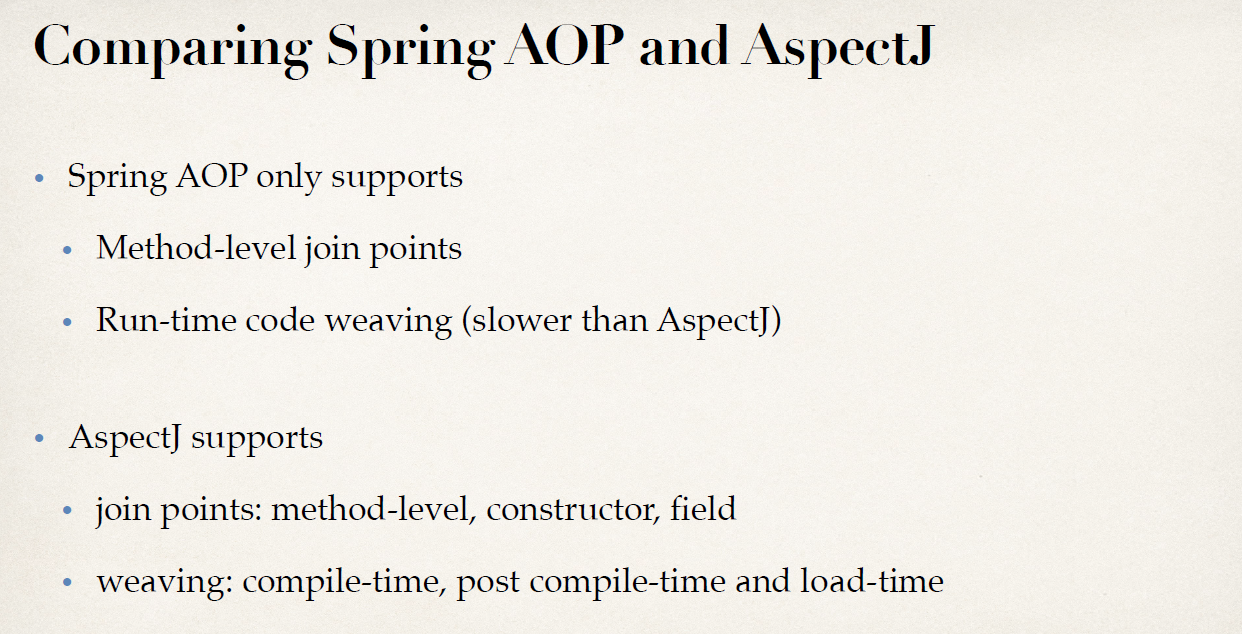 Comparing Spring AOP and AspectJ
• Spring AOP only supports
• Method-level join points
• Run-time code weaving (slower than AspectJ)
• AspectJ supports
• join points: method-level, constructor, field
• weaving: compile-time, post compile-time and load-time